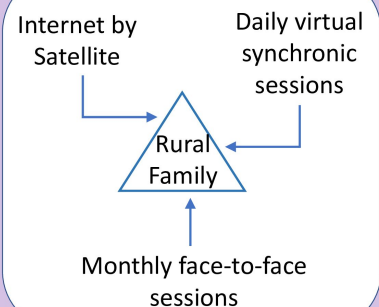 Internet by
Satellite
Daily virtual
synchronic
sessions
Rural
Family
Monthly face-to-face
sessions